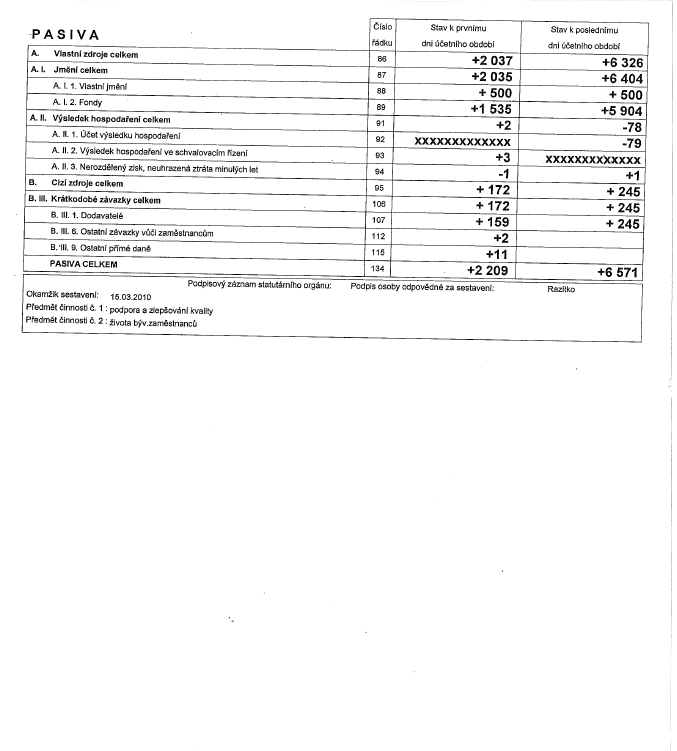 PASIVA Číslo řádku Stav k prvnímu dni účetního období Stav k poslednímu dni účetního období
A. Vlastní zdroje celkem 86 +2 037 +6 326
A. I. Jmění celkem 87 +2 035 +6 404
A. I. 1. Vlastní jmění 88 + 500 + 500
A. I. 2. Fondy 89 +1 535 +5 904
A. II. Výsledek hospodaření celkem 91 +2 -78
A. II. 1. Účet výsledku hospodaření 92 XXXXXXXXXXXXX -79
A. II. 2. Výsledek hospodaření ve schvalovacím řízení 93 +3 XXXXXXXXXXXXX
A. II. 3. Nerozdělený zisk, neuhrazená ztráta minulých let 94 -1 +1
B. Cizí zdroje celkem 95 + 172 + 245
B. III. Krátkodobé závazky celkem 106 + 172 + 245
B. III. 1. Dodavatelé 107 + 159 + 245
B. III. 6. Ostatní závazky vůči zaměstnancům 112 +2
B. III. 9. Ostatní přímé daně 115 +11
PASIVA CELKEM 134 +2 209 +6 571
Podpisový záznam statutárního orgánu: Podpis osoby odpovědné za sestavení: Razítko
Okamžik sestavení: 15.03.2010
Předmět činnosti č. 1 : podpora a zlepšování kvality
Předmět činnosti č. 2 : života býv.zaměstnanců